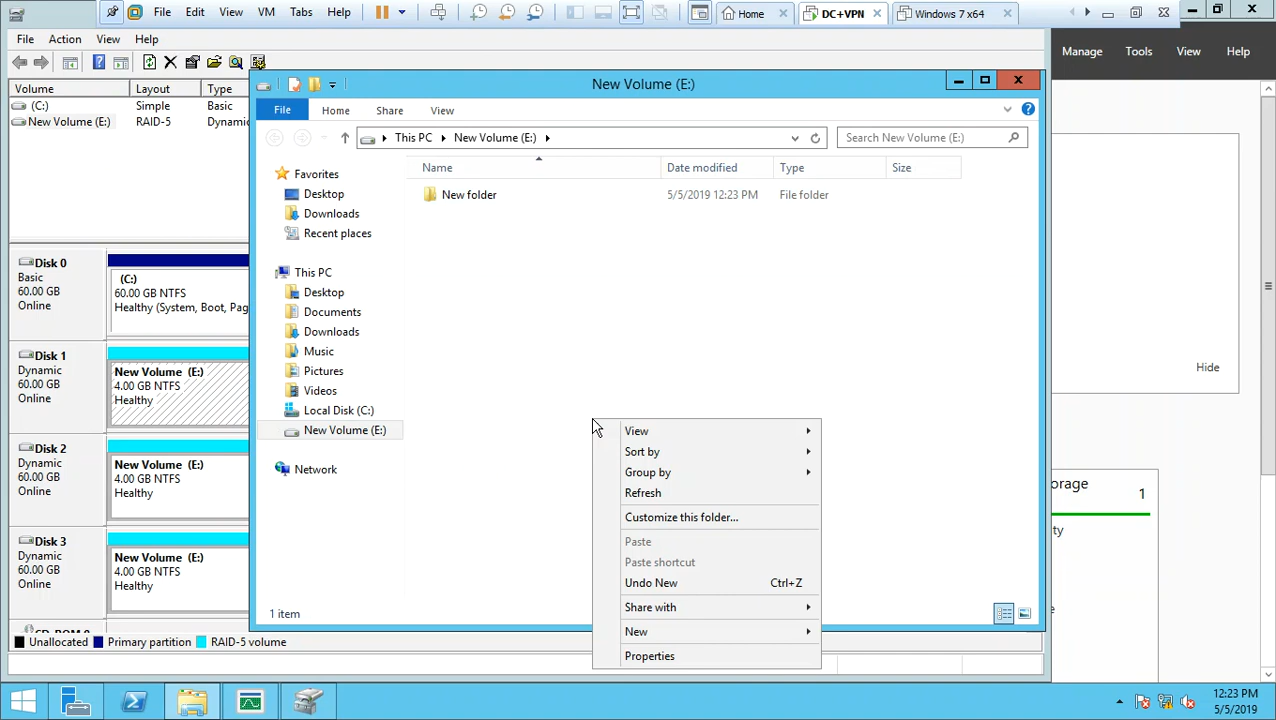 File Edit View VM Tabs Help
Home DC+VPN Windows 7 x64
File Action View Help
Manage Tools View Help
Volume Layout Type
(C:) Simple Basic
New Volume (E:) RAID-5 Dynamic
New Volume (E:)
File Home Share View
This PC New Volume (E:) Search New Volume (E:)
Name Date modified Type Size
New folder 5/5/2019 12:23 PM File folder
Favorites
Desktop
Downloads
Recent places
This PC
Desktop
Documents
Downloads
Music
Pictures
Videos
Local Disk (C:)
New Volume (E:)
Network
1 item
Disk 0
Basic
60.00 GB
Online
(C:)
60.00 GB NTFS
Healthy (System, Boot, Pag
Disk 1
Dynamic
60.00 GB
Online
New Volume (E:)
4.00 GB NTFS
Healthy
Disk 2
Dynamic
60.00 GB
Online
New Volume (E:)
4.00 GB NTFS
Healthy
Disk 3
Dynamic
60.00 GB
Online
New Volume (E:)
4.00 GB NTFS
Healthy
Unallocated Primary partition RAID-5 volume
View
Sort by
Group by
Refresh
Customize this folder...
Paste
Paste shortcut
Undo New Ctrl+Z
Share with
New
Properties
Hide
orage 1
ty
12:23 PM
5/5/2019